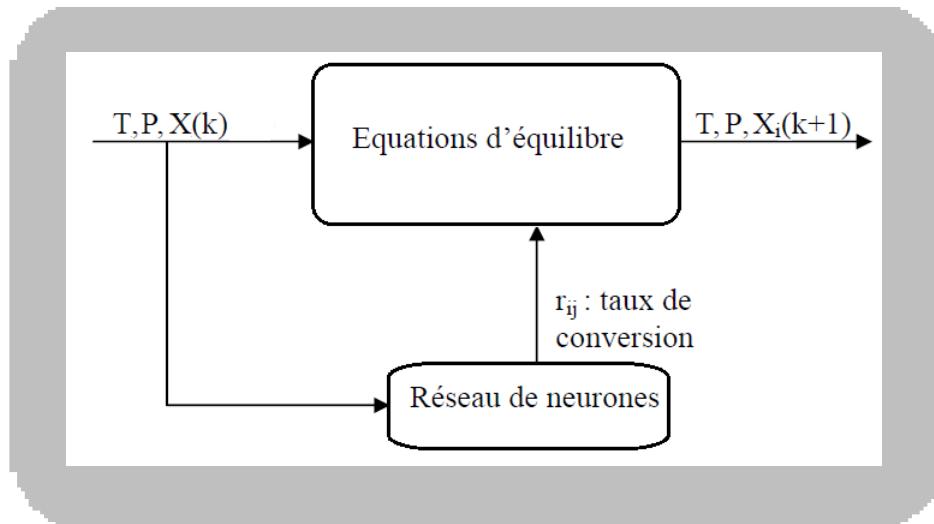 T, P, X(k)
Equations d'équilibre
T, P, Xi(k+1)
rij : taux de
conversion
Réseau de neurones